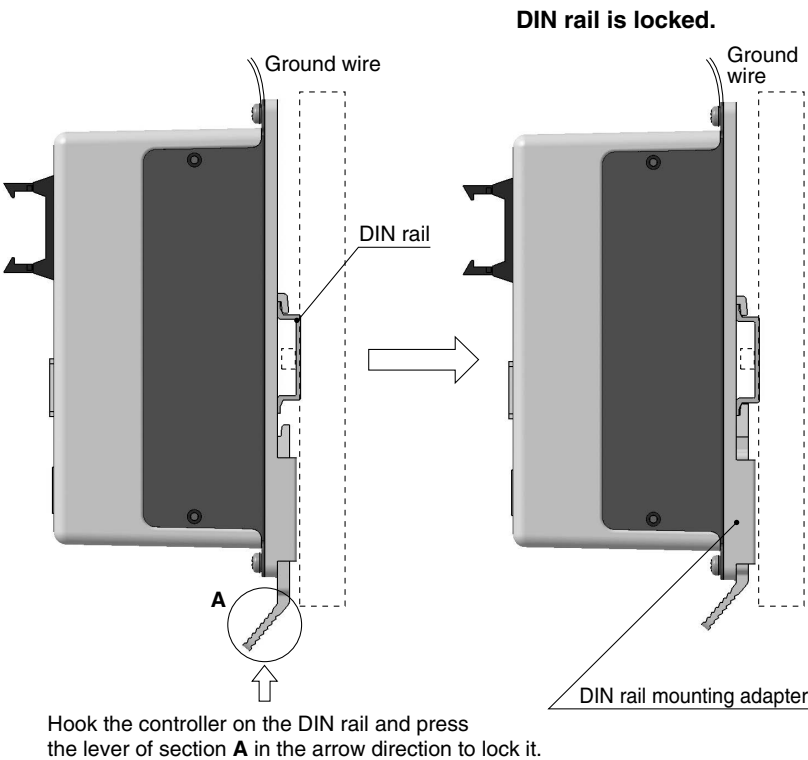 DIN rail is locked.
Ground wire
Ground
wire
DIN rail
A
DIN rail mounting adapter
Hook the controller on the DIN rail and press
the lever of section A in the arrow direction to lock it.